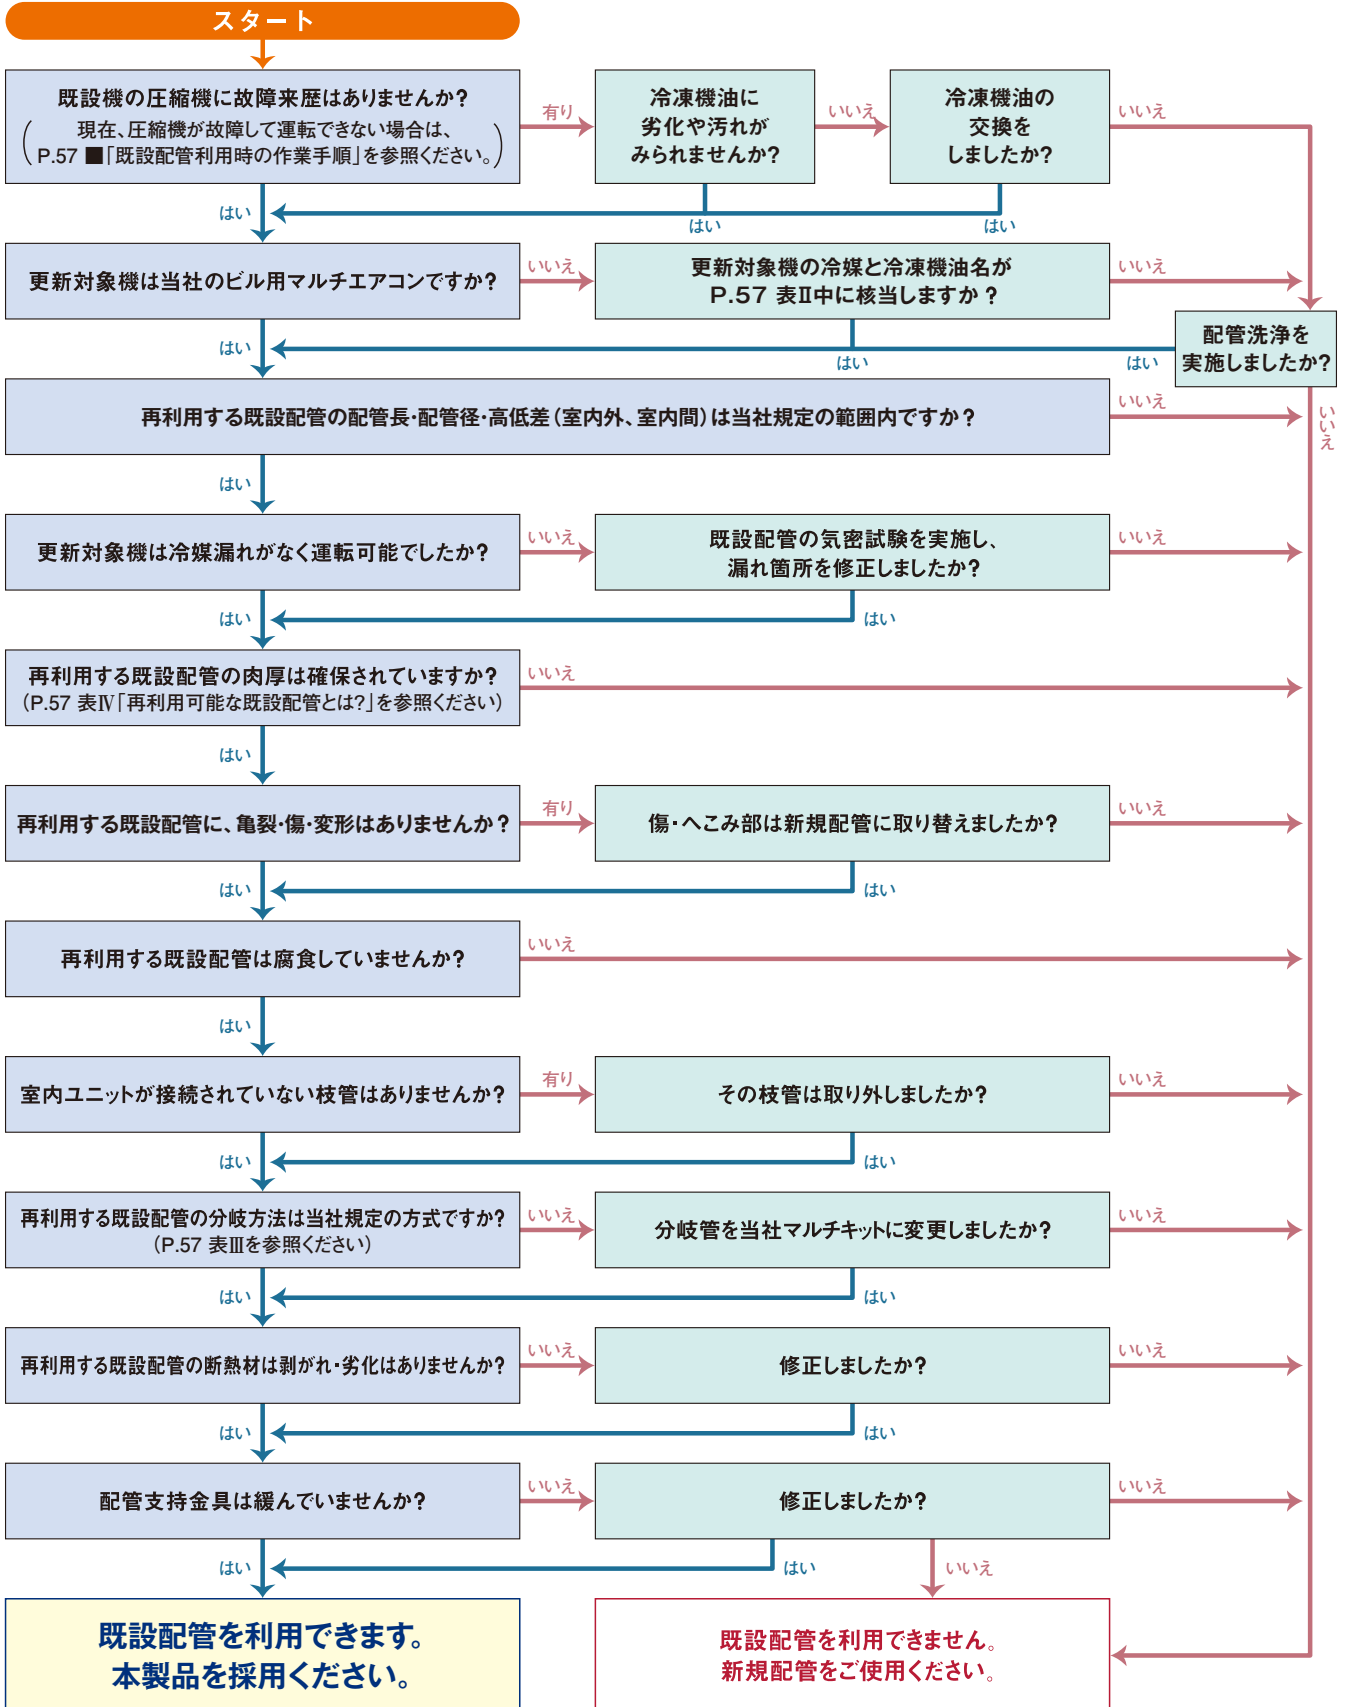 スタート
既設機の圧縮機に故障来歴はありませんか?
現在、圧縮機が故障して運転できない場合は、
P.57 ■「既設配管利用時の作業手順」を参照ください。
有り
冷凍機油に
劣化や汚れが
みられませんか?
いいえ
冷凍機油の
交換を
しましたか?
いいえ
はい
はい
はい
更新対象機は当社のビル用マルチエアコンですか?
いいえ
更新対象機の冷媒と冷凍機油名が
P.57 表Ⅱ中に核当しますか?
いいえ
配管洗浄を
実施しましたか?
はい
はい
はい
いいえ
再利用する既設配管の配管長・配管径・高低差(室内外、室内間)は当社規定の範囲内ですか?
いいえ
はい
更新対象機は冷媒漏れがなく運転可能でしたか?
いいえ
既設配管の気密試験を実施し、
漏れ箇所を修正しましたか?
いいえ
はい
はい
再利用する既設配管の肉厚は確保されていますか?
(P.57 表Ⅳ「再利用可能な既設配管とは?」を参照ください)
いいえ
はい
再利用する既設配管に、亀裂・傷・変形はありませんか?
有り
傷・へこみ部は新規配管に取り替えましたか?
いいえ
はい
はい
再利用する既設配管は腐食していませんか?
いいえ
はい
室内ユニットが接続されていない枝管はありませんか?
有り
その枝管は取り外しましたか?
いいえ
はい
はい
再利用する既設配管の分岐方法は当社規定の方式ですか?
(P.57 表Ⅲを参照ください)
いいえ
分岐管を当社マルチキットに変更しましたか?
いいえ
はい
はい
再利用する既設配管の断熱材は剥がれ・劣化はありませんか?
いいえ
修正しましたか?
いいえ
はい
はい
配管支持金具は緩んでいませんか?
いいえ
修正しましたか?
いいえ
はい
はい
いいえ
既設配管を利用できます。
本製品を採用ください。
既設配管を利用できません。
新規配管をご使用ください。